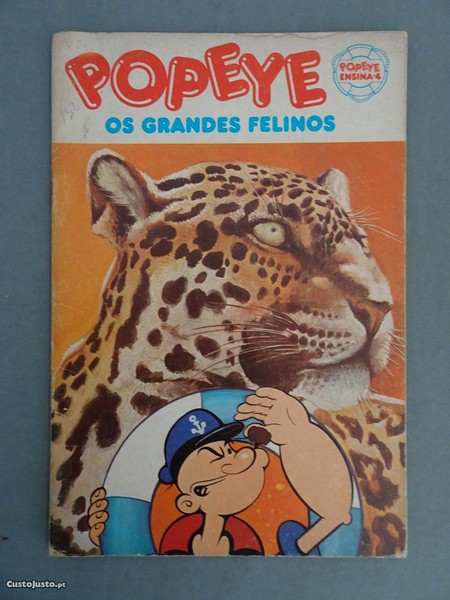 POPEYE
POPEYE
ENSINA-4
OS GRANDES FELINOS
CustoJusto.pt